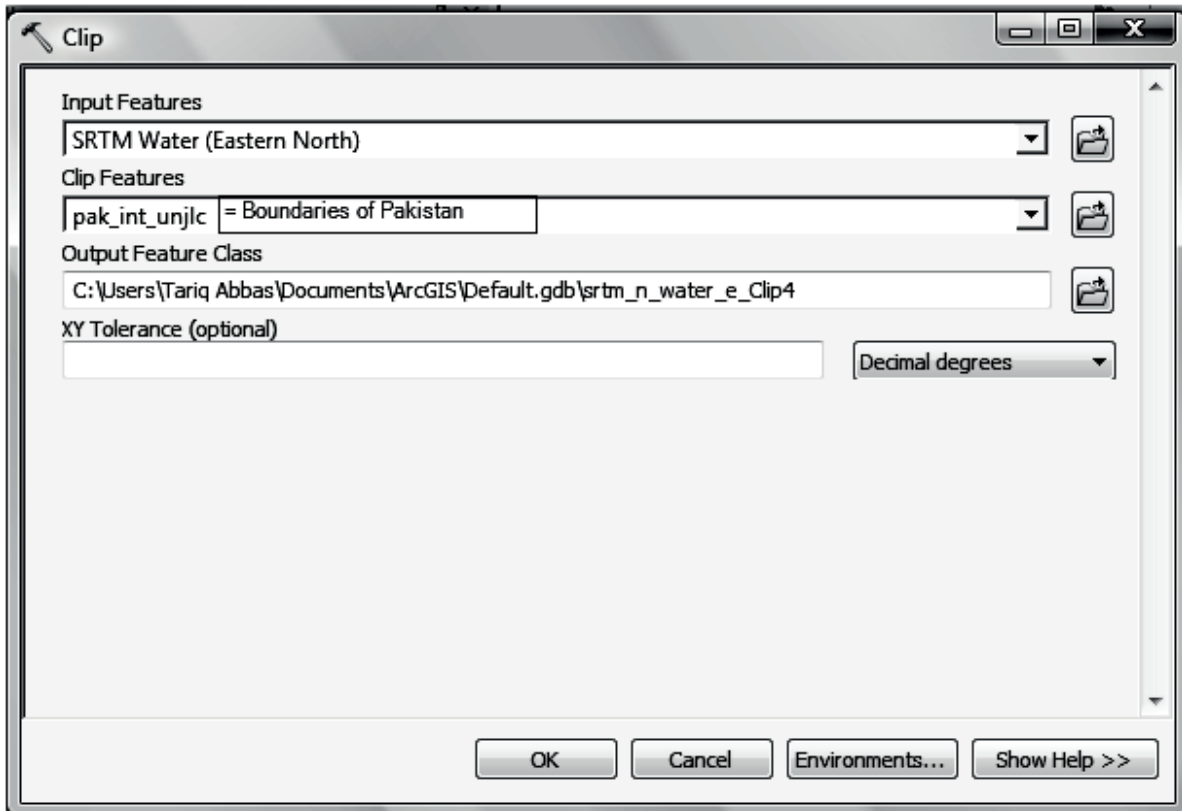 Clip
Input Features
SRTM Water (Eastern North)
Clip Features
pak_int_unjlc = Boundaries of Pakistan
Output Feature Class
C:\Users\Tariq Abbas\Documents\ArcGIS\Default.gdb\srtm_n_water_e_Clip4
XY Tolerance (optional)
Decimal degrees
OK Cancel Environments... Show Help >>